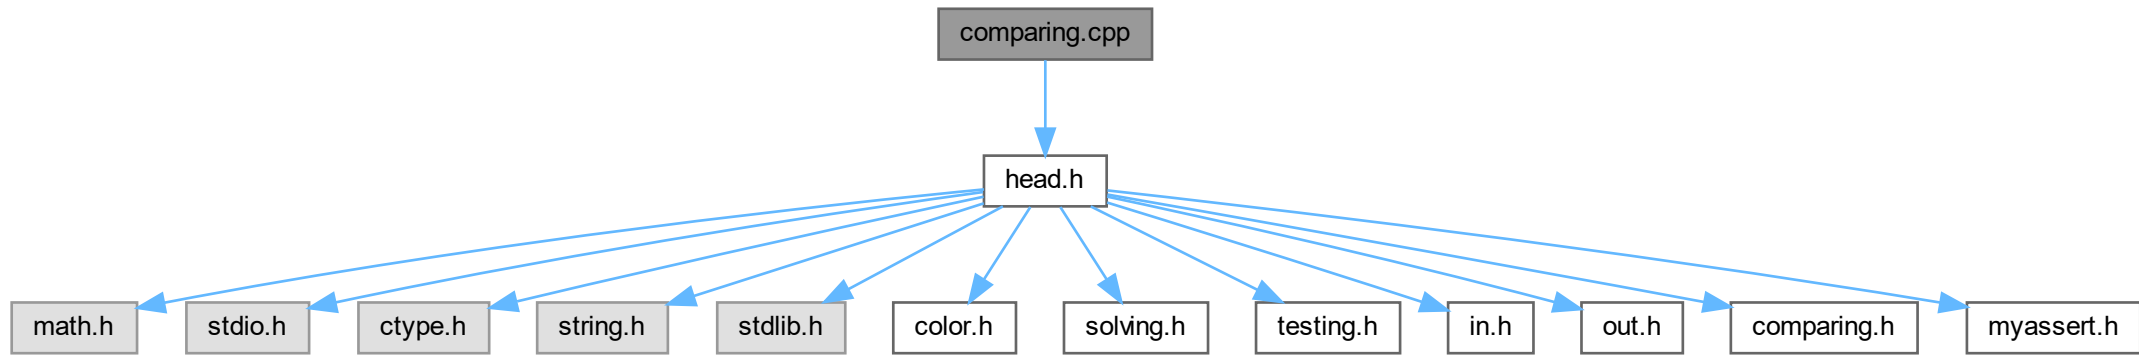 comparing.cpp
head.h
math.h
stdio.h
ctype.h
string.h
stdlib.h
color.h
solving.h
testing.h
in.h
out.h
comparing.h
myassert.h